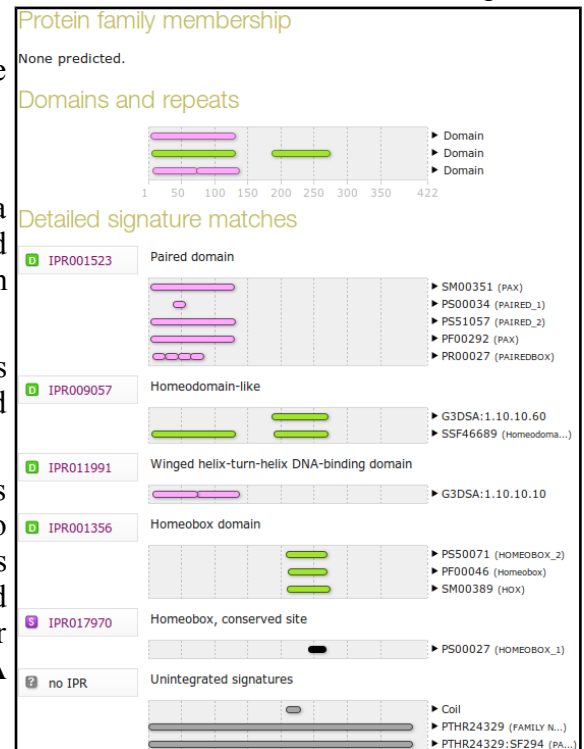 Protein family membership
None predicted.
Domains and repeats
Domain
Domain
Domain
1 50 100 150 200 250 300 350 422
Detailed signature matches
D IPR001523 Paired domain
SM00351 (PAX)
PS00034 (PAIRED_1)
PS51057 (PAIRED_2)
PF00292 (PAX)
PR00027 (PAIREDBOX)
D IPR009057 Homeodomain-like
G3DSA:1.10.10.60
SSF46689 (Homeodoma...)
D IPR011991 Winged helix-turn-helix DNA-binding domain
G3DSA:1.10.10.10
D IPR001356 Homeobox domain
PS50071 (HOMEOBOX_2)
PF00046 (Homeobox)
SM00389 (HOX)
S IPR017970 Homeobox, conserved site
PS00027 (HOMEOBOX_1)
? no IPR Unintegrated signatures
Coil
PTHR24329 (FAMILY N...)
PTHR24329:SF294 (PA...)